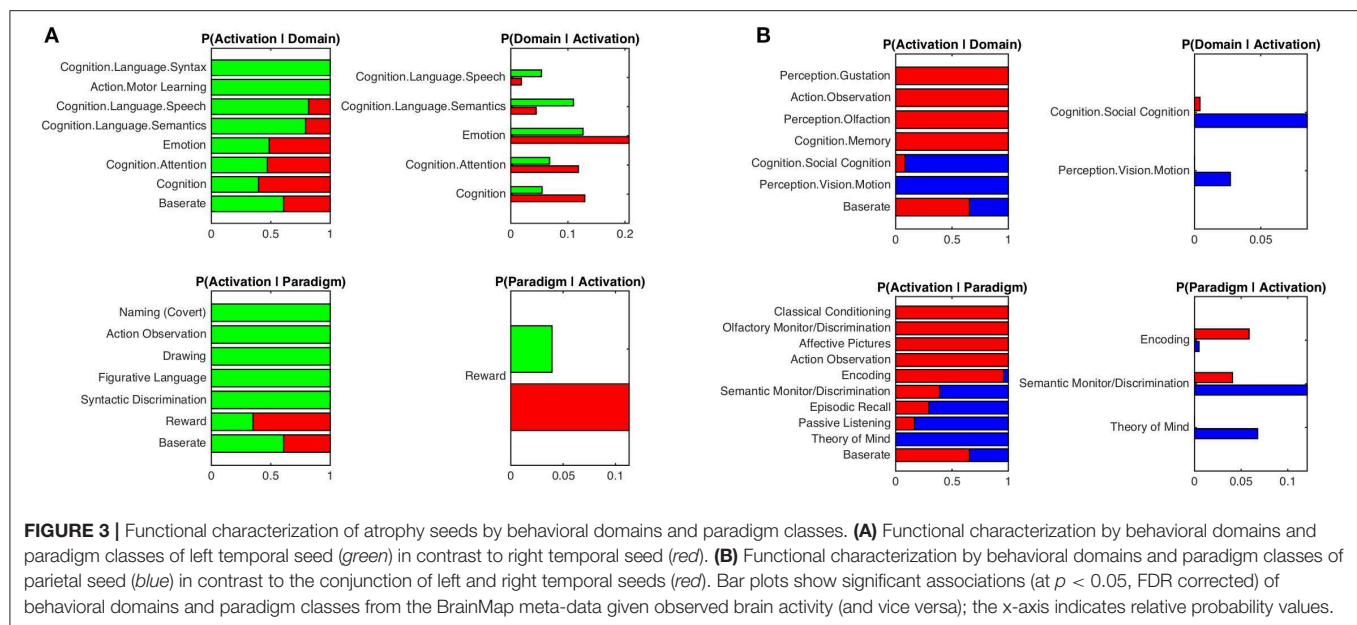 A
P(Activation | Domain)
Cognition.Language.Syntax
Action.Motor Learning
Cognition.Language.Speech
Cognition.Language.Semantics
Emotion
Cognition.Attention
Cognition
Baserate
0 0.5 1
P(Domain | Activation)
Cognition.Language.Speech
Cognition.Language.Semantics
Emotion
Cognition.Attention
Cognition
0 0.1 0.2
P(Activation | Paradigm)
Naming (Covert)
Action Observation
Drawing
Figurative Language
Syntactic Discrimination
Reward
Baserate
0 0.5 1
P(Paradigm | Activation)
Reward
0 0.05 0.1
B
P(Activation | Domain)
Perception.Gustation
Action.Observation
Perception.Olfaction
Cognition.Memory
Cognition.Social Cognition
Perception.Vision.Motion
Baserate
0 0.5 1
P(Domain | Activation)
Cognition.Social Cognition
Perception.Vision.Motion
0 0.05
P(Activation | Paradigm)
Classical Conditioning
Olfactory Monitor/Discrimination
Affective Pictures
Action Observation
Encoding
Semantic Monitor/Discrimination
Episodic Recall
Passive Listening
Theory of Mind
Baserate
0 0.5 1
P(Paradigm | Activation)
Encoding
Semantic Monitor/Discrimination
Theory of Mind
0 0.05 0.1
FIGURE 3 | Functional characterization of atrophy seeds by behavioral domains and paradigm classes. (A) Functional characterization by behavioral domains and
paradigm classes of left temporal seed (green) in contrast to right temporal seed (red). (B) Functional characterization by behavioral domains and paradigm classes of
parietal seed (blue) in contrast to the conjunction of left and right temporal seeds (red). Bar plots show significant associations (at p < 0.05, FDR corrected) of
behavioral domains and paradigm classes from the BrainMap meta-data given observed brain activity (and vice versa); the x-axis indicates relative probability values.